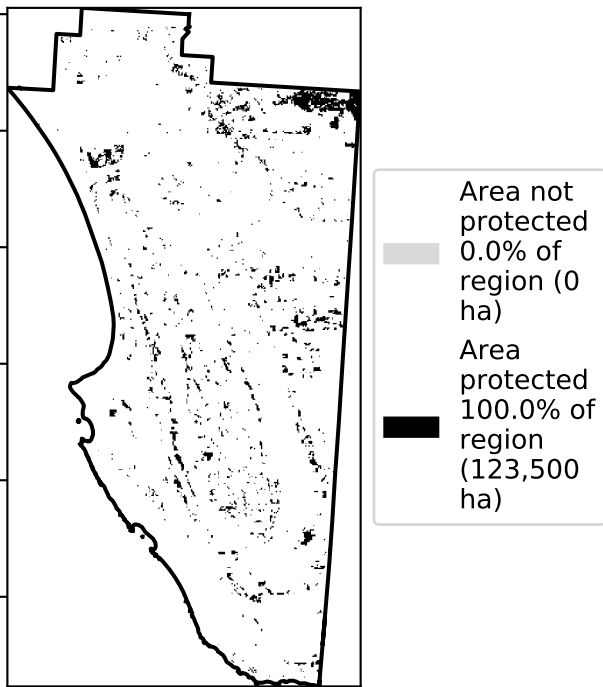 Area not
protected
0.0% of
region (0
ha)
Area
protected
100.0% of
region
(123,500
ha)